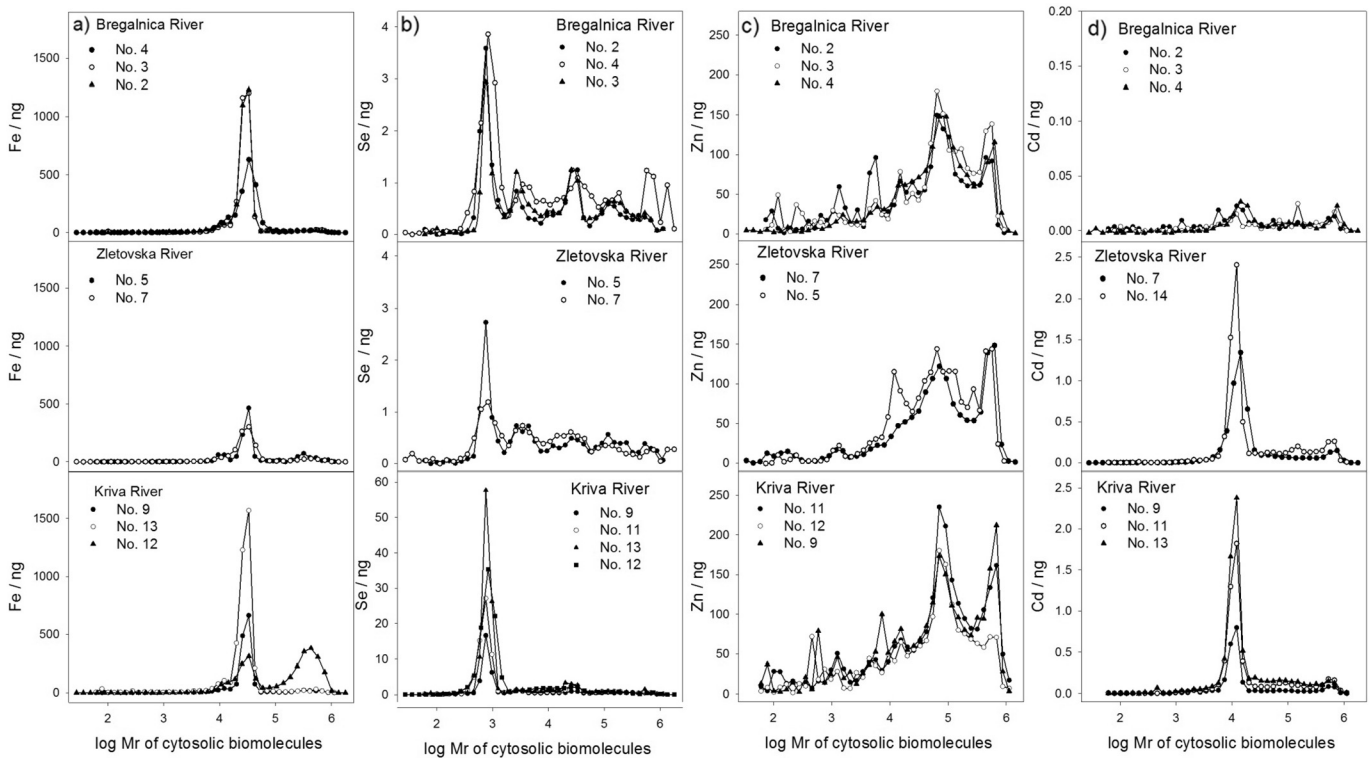 a) Bregalnica River
No. 4
No. 3
No. 2
Fe / ng
1500
1000
500
0
Zletovska River
No. 5
No. 7
Fe / ng
1500
1000
500
0
Kriva River
No. 9
No. 13
No. 12
Fe / ng
1500
1000
500
0
2 3 4 5 6
log Mr of cytosolic biomolecules
b) Bregalnica River
No. 2
No. 4
No. 3
Se / ng
4
3
2
1
0
Zletovska River
No. 5
No. 7
Se / ng
4
3
2
1
0
Kriva River
No. 9
No. 11
No. 13
No. 12
Se / ng
60
50
40
30
20
10
0
2 3 4 5 6
log Mr of cytosolic biomolecules
c) Bregalnica River
No. 2
No. 3
No. 4
Zn / ng
250
200
150
100
50
0
Zletovska River
No. 7
No. 5
Zn / ng
250
200
150
100
50
0
Kriva River
No. 11
No. 12
No. 9
Zn / ng
250
200
150
100
50
0
2 3 4 5 6
log Mr of cytosolic biomolecules
d) Bregalnica River
No. 2
No. 3
No. 4
Cd / ng
0.20
0.15
0.10
0.05
0.00
Zletovska River
No. 7
No. 14
Cd / ng
2.5
2.0
1.5
1.0
0.5
0.0
Kriva River
No. 9
No. 11
No. 13
Cd / ng
2.5
2.0
1.5
1.0
0.5
0.0
2 3 4 5 6
log Mr of cytosolic biomolecules